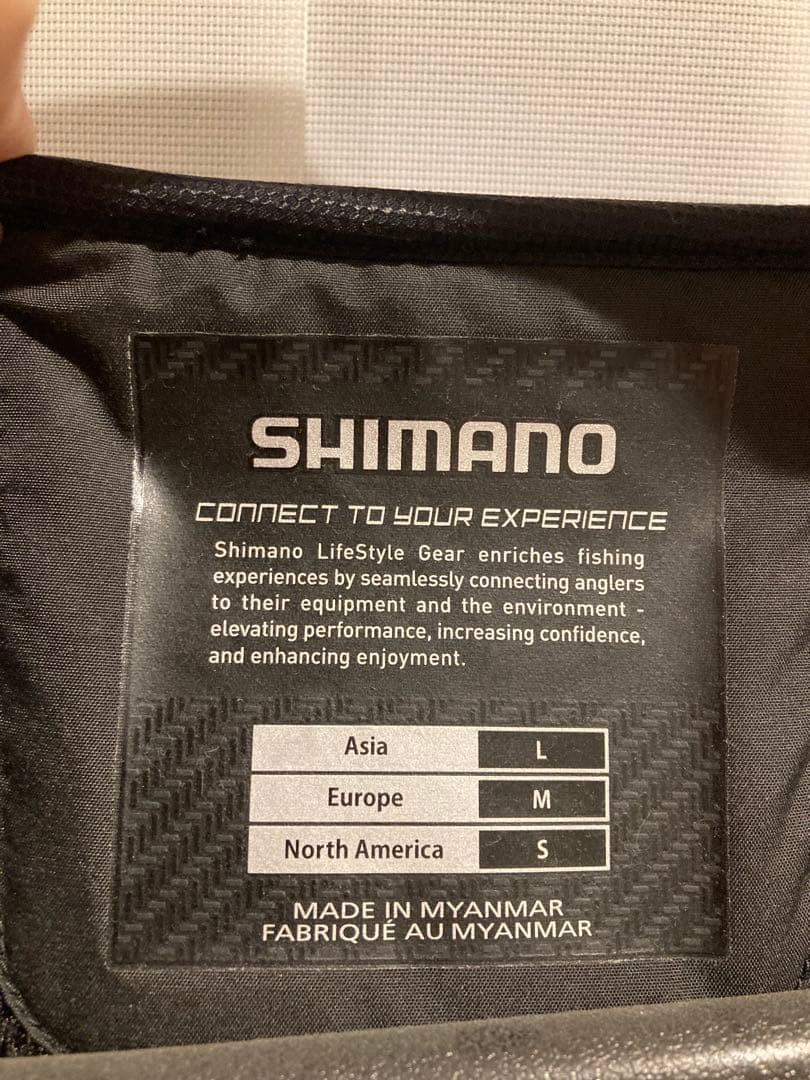 SHIMANO
CONNECT TO YOUR EXPERIENCE
Shimano LifeStyle Gear enriches fishing
experiences by seamlessly connecting anglers
to their equipment and the environment -
elevating performance, increasing confidence,
and enhancing enjoyment.
Asia L
Europe M
North America S
MADE IN MYANMAR
FABRIQUÉ AU MYANMAR